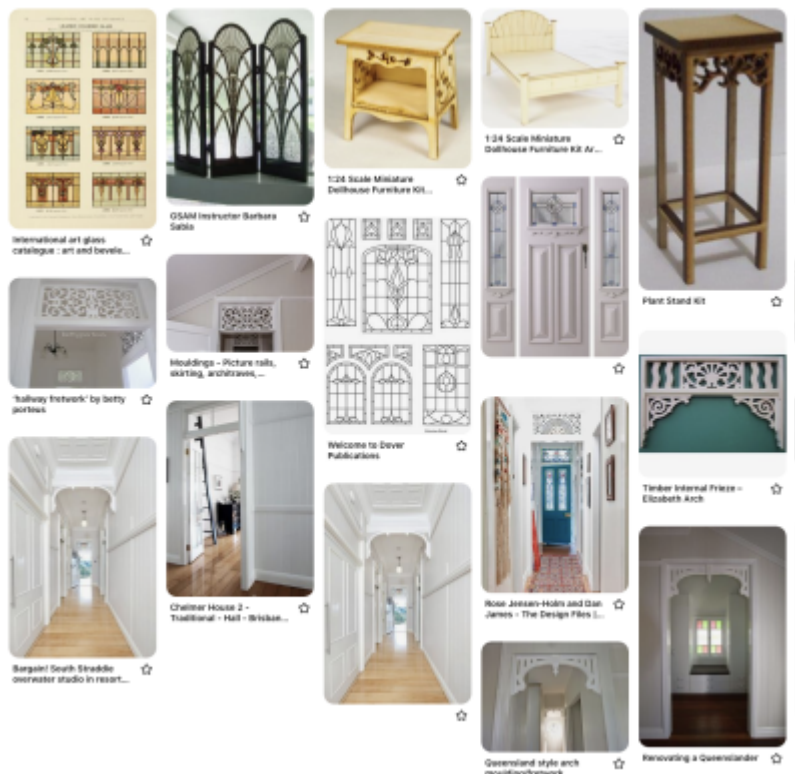 International art glass
catalogue : art and bevele...
'hallway fretwork' by betty
porteus
Bargain! South Straddie
overwater studio in resort...
GSAM Instructor Barbara
Sabia
Mouldings – Picture rails,
skirting, architraves,...
Chelmer House 2 -
Traditional - Hall - Brisban...
1:24 Scale Miniature
Dollhouse Furniture Kit...
Welcome to Dover
Publications
1:24 Scale Miniature
Dollhouse Furniture Kit Ar...
Rose Jensen-Holm and Dan
James - The Design Files |...
Queensland style arch
moulding/fretwork
Plant Stand Kit
Timber Internal Frieze –
Elizabeth Arch
Renovating a Queenslander